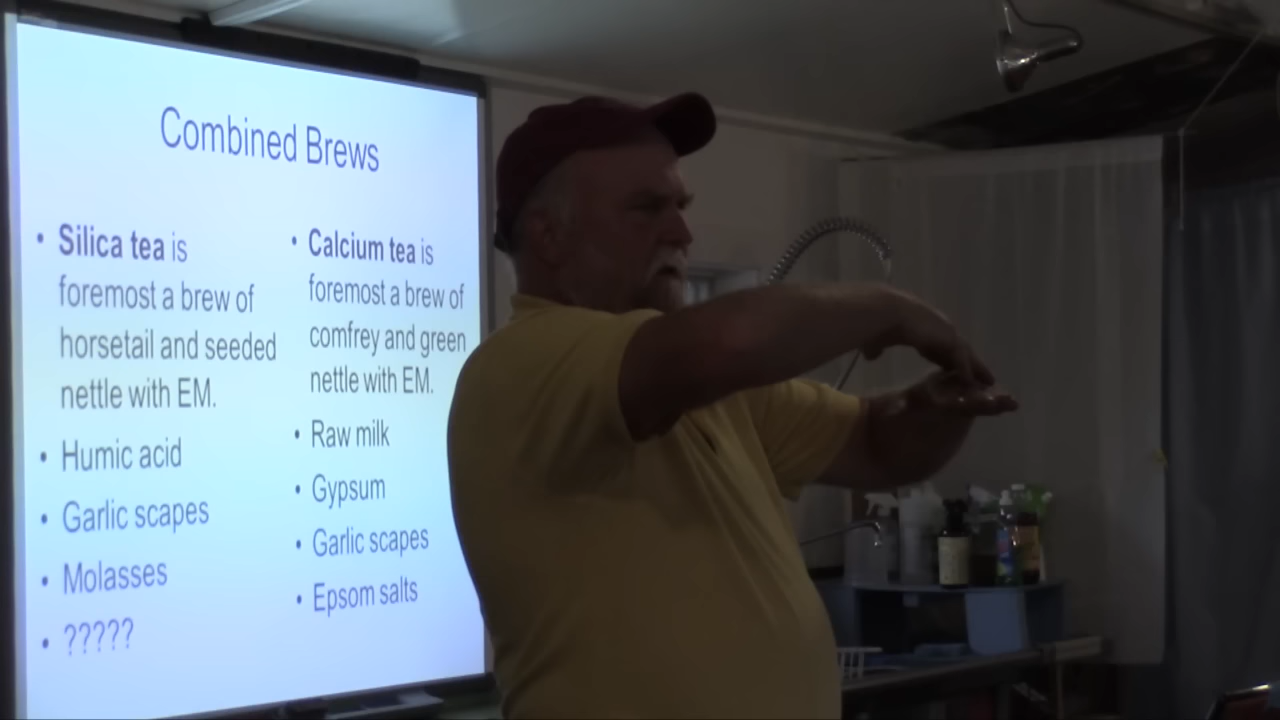 Combined Brews
• Silica tea is
foremost a brew of
horsetail and seeded
nettle with EM.
• Humic acid
• Garlic scapes
• Molasses
• ?????
• Calcium tea is
foremost a brew of
comfrey and green
nettle with EM.
• Raw milk
• Gypsum
• Garlic scapes
• Epsom salts